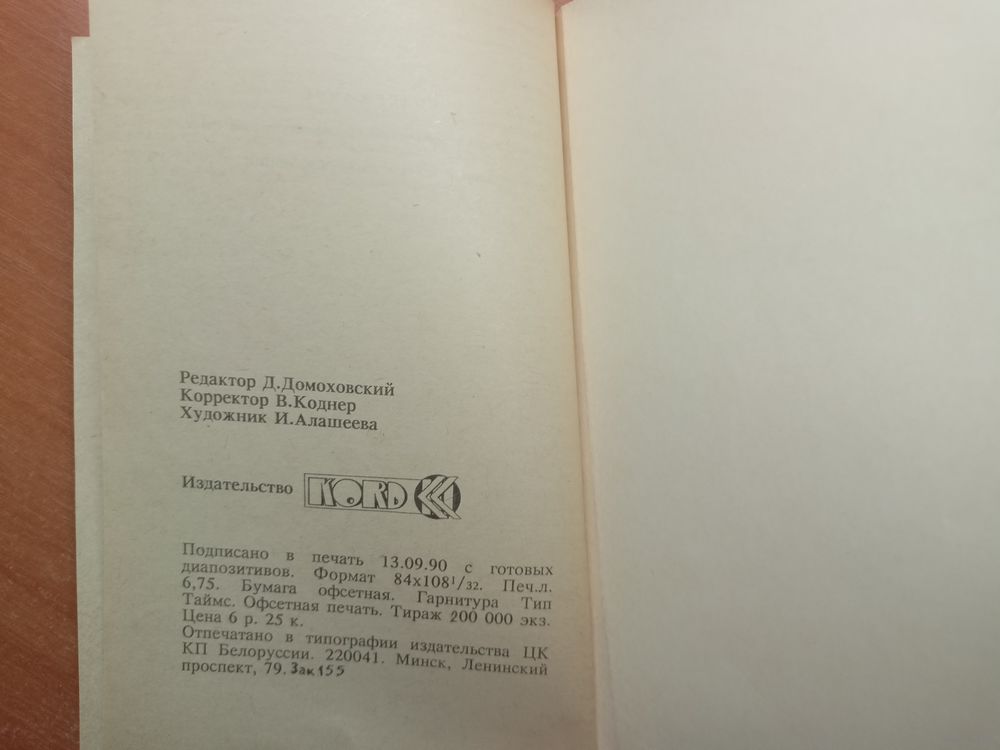 Редактор Д.Домоховский
Корректор В.Коднер
Художник И.Алашеева
Издательство KORD
Подписано в печать 13.09.90 с готовых
диапозитивов. Формат 84x108¹/₃₂. Печ.л.
6,75. Бумага офсетная. Гарнитура Тип
Таймс. Офсетная печать. Тираж 200 000 экз.
Цена 6 р. 25 к.
Отпечатано в типографии издательства ЦК
КП Белоруссии. 220041. Минск, Ленинский
проспект, 79. Зак 155